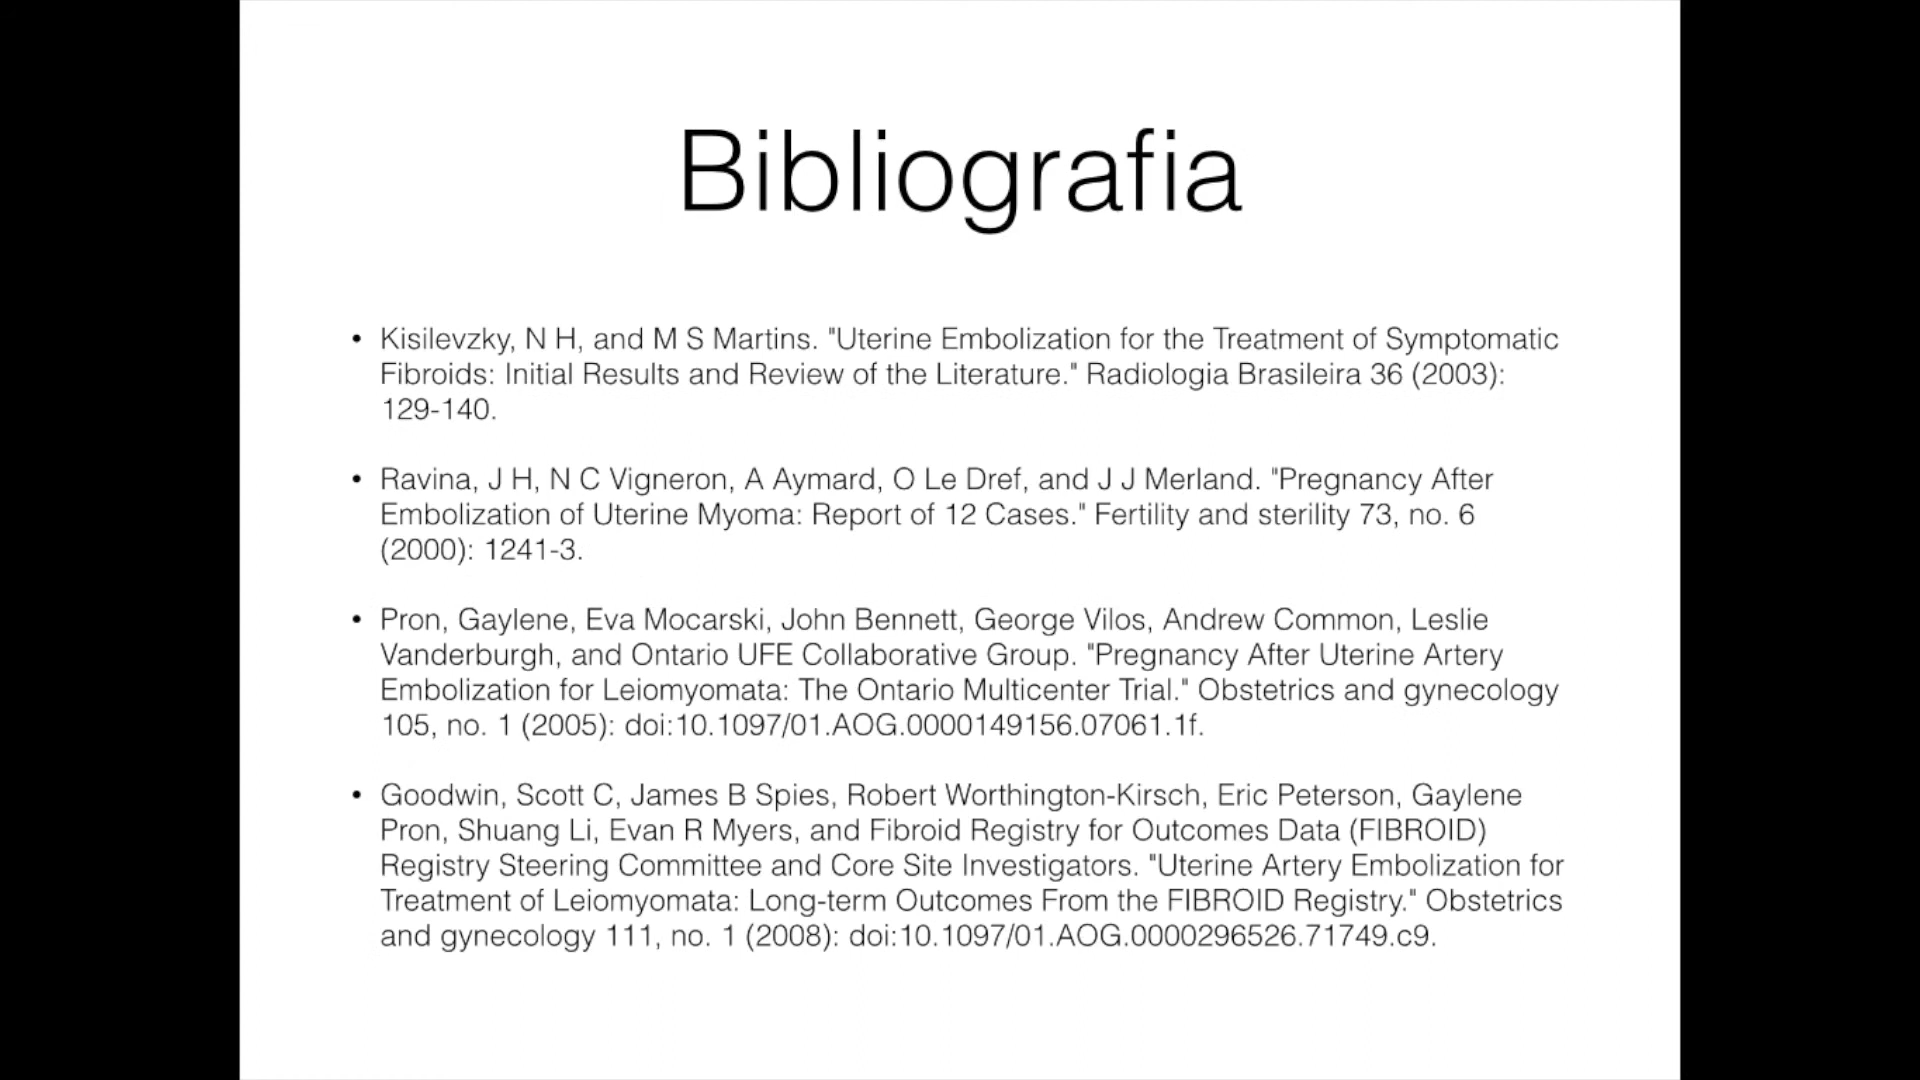 Bibliografia
• Kisilevzky, N H, and M S Martins. "Uterine Embolization for the Treatment of Symptomatic
Fibroids: Initial Results and Review of the Literature." Radiologia Brasileira 36 (2003):
129-140.
• Ravina, J H, N C Vigneron, A Aymard, O Le Dref, and J J Merland. "Pregnancy After
Embolization of Uterine Myoma: Report of 12 Cases." Fertility and sterility 73, no. 6
(2000): 1241-3.
• Pron, Gaylene, Eva Mocarski, John Bennett, George Vilos, Andrew Common, Leslie
Vanderburgh, and Ontario UFE Collaborative Group. "Pregnancy After Uterine Artery
Embolization for Leiomyomata: The Ontario Multicenter Trial." Obstetrics and gynecology
105, no. 1 (2005): doi:10.1097/01.AOG.0000149156.07061.1f.
• Goodwin, Scott C, James B Spies, Robert Worthington-Kirsch, Eric Peterson, Gaylene
Pron, Shuang Li, Evan R Myers, and Fibroid Registry for Outcomes Data (FIBROID)
Registry Steering Committee and Core Site Investigators. "Uterine Artery Embolization for
Treatment of Leiomyomata: Long-term Outcomes From the FIBROID Registry." Obstetrics
and gynecology 111, no. 1 (2008): doi:10.1097/01.AOG.0000296526.71749.c9.